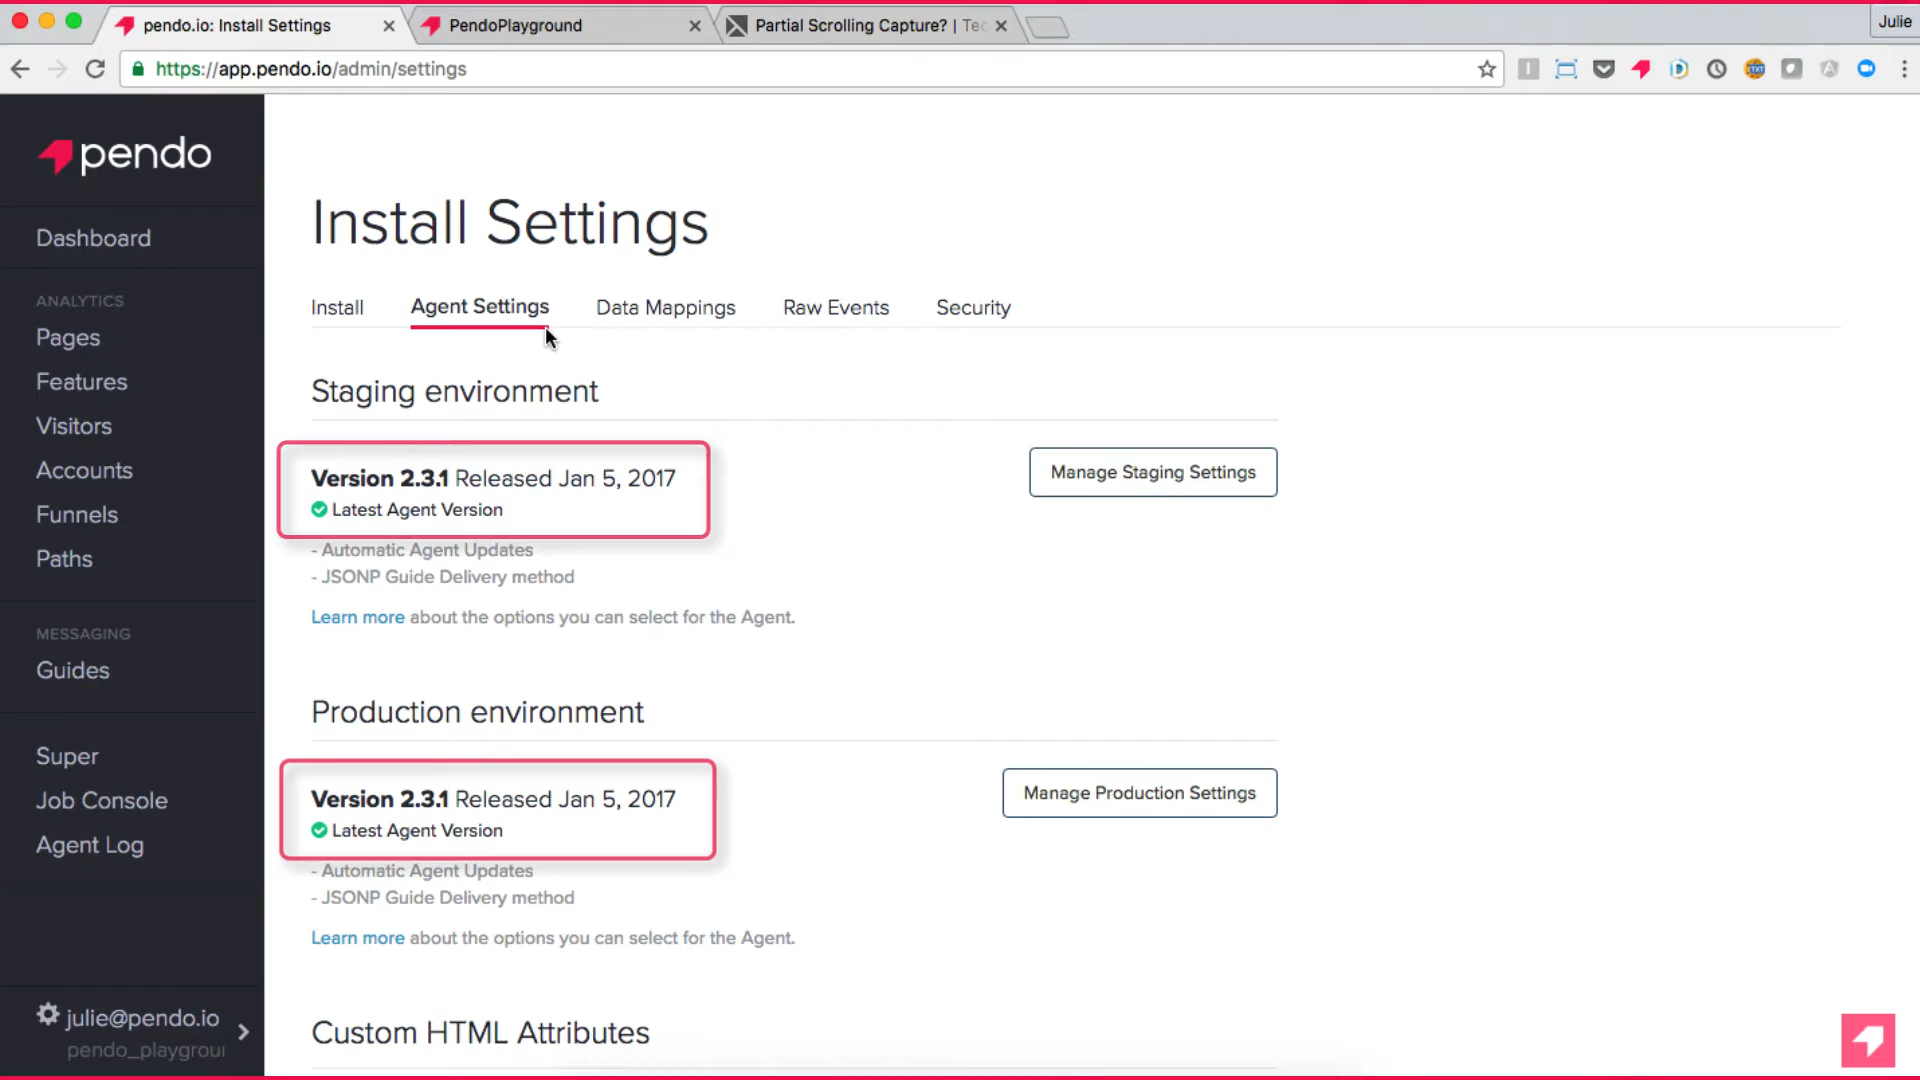 pendo.io: Install Settings
PendoPlayground
Partial Scrolling Capture? | Tec
Julie
https://app.pendo.io/admin/settings
pendo
Dashboard
ANALYTICS
Pages
Features
Visitors
Accounts
Funnels
Paths
MESSAGING
Guides
Super
Job Console
Agent Log
julie@pendo.io
pendo_playgrou
Install Settings
Install
Agent Settings
Data Mappings
Raw Events
Security
Staging environment
Version 2.3.1 Released Jan 5, 2017
Latest Agent Version
Manage Staging Settings
- Automatic Agent Updates
- JSONP Guide Delivery method
Learn more about the options you can select for the Agent.
Production environment
Version 2.3.1 Released Jan 5, 2017
Latest Agent Version
Manage Production Settings
- Automatic Agent Updates
- JSONP Guide Delivery method
Learn more about the options you can select for the Agent.
Custom HTML Attributes